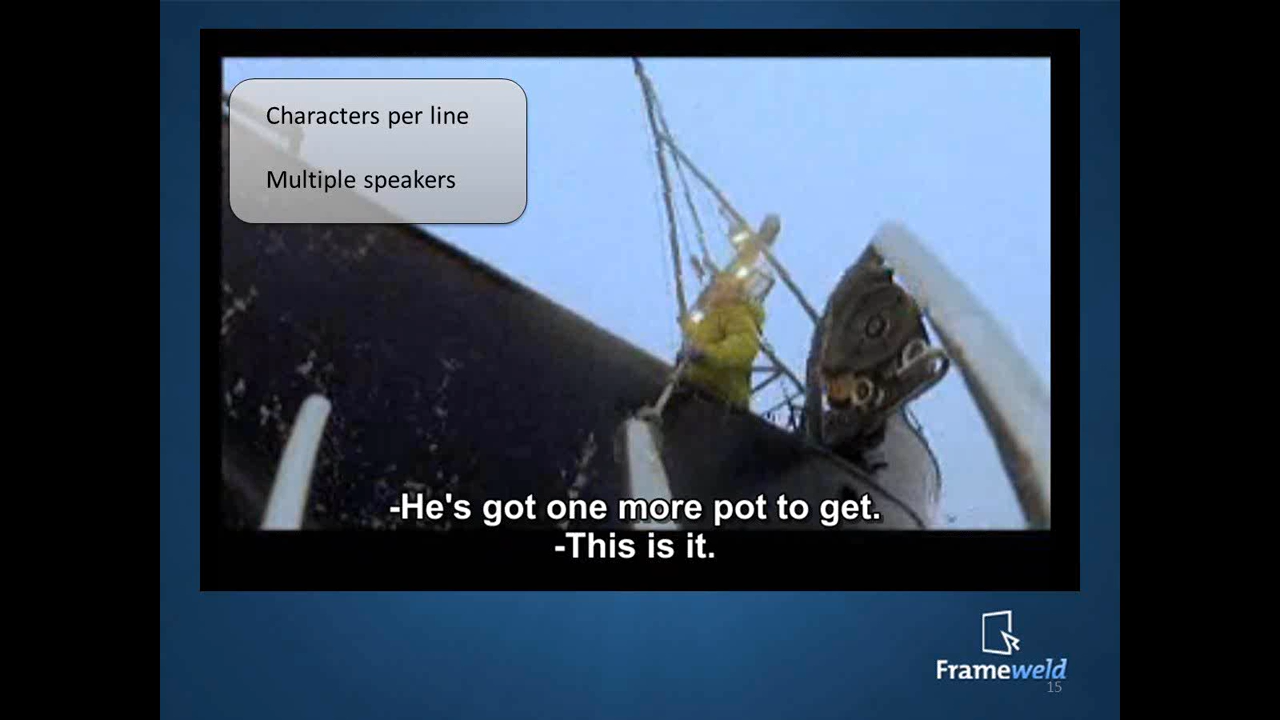 Characters per line
Multiple speakers
-He's got one more pot to get.
-This is it.
Frameweld
15